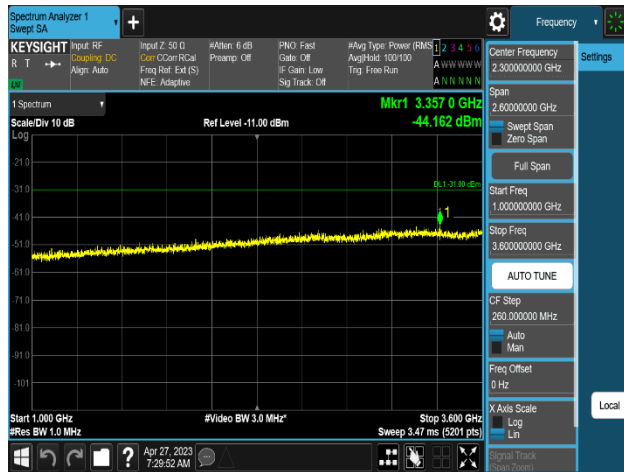 Spectrum Analyzer 1
Swept SA
Frequency
KEYSIGHT
R T
Input: RF
Coupling: DC
Align: Auto
Input Z: 50 Ω
Corr CCorr RCal
Freq Ref: Ext (S)
NFE: Adaptive
#Atten: 6 dB
Preamp: Off
PNO: Fast
Gate: Off
IF Gain: Low
Sig Track: Off
#Avg Type: Power (RMS
Avg|Hold: 100/100
Trig: Free Run
1 2 3 4 5 6
A W W W W W
A N N N N N
1 Spectrum
Scale/Div 10 dB
Ref Level -11.00 dBm
Mkr1 3.357 0 GHz
-44.162 dBm
Log
-21.0
-31.0
-41.0
-51.0
-61.0
-71.0
-81.0
-91.0
-101
DL1 -31.00 dBm
1
Start 1.000 GHz
#Video BW 3.0 MHz*
Stop 3.600 GHz
#Res BW 1.0 MHz
Sweep 3.47 ms (5201 pts)
Apr 27, 2023
7:29:52 AM
Center Frequency
2.300000000 GHz
Span
2.60000000 GHz
Swept Span
Zero Span
Full Span
Start Freq
1.000000000 GHz
Stop Freq
3.600000000 GHz
AUTO TUNE
CF Step
260.000000 MHz
Auto
Man
Freq Offset
0 Hz
X Axis Scale
Log
Lin
Signal Track
(Span Zoom)
Settings
Local